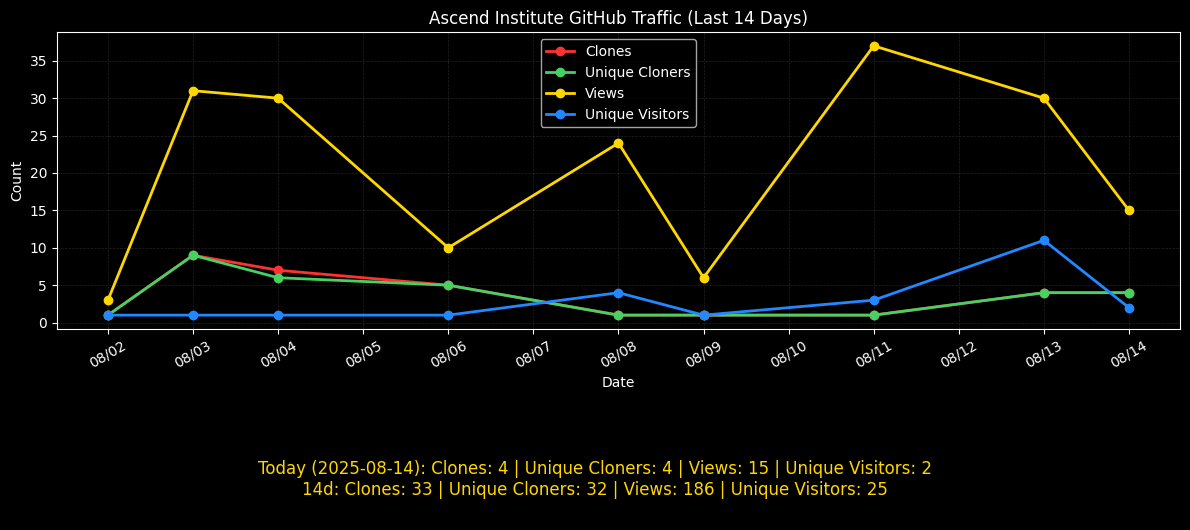 Ascend Institute GitHub Traffic (Last 14 Days)
Clones
Unique Cloners
Views
Unique Visitors
Count
35
30
25
20
15
10
5
0
08/02 08/03 08/04 08/05 08/06 08/07 08/08 08/09 08/10 08/11 08/12 08/13 08/14
Date
Today (2025-08-14): Clones: 4 | Unique Cloners: 4 | Views: 15 | Unique Visitors: 2
14d: Clones: 33 | Unique Cloners: 32 | Views: 186 | Unique Visitors: 25